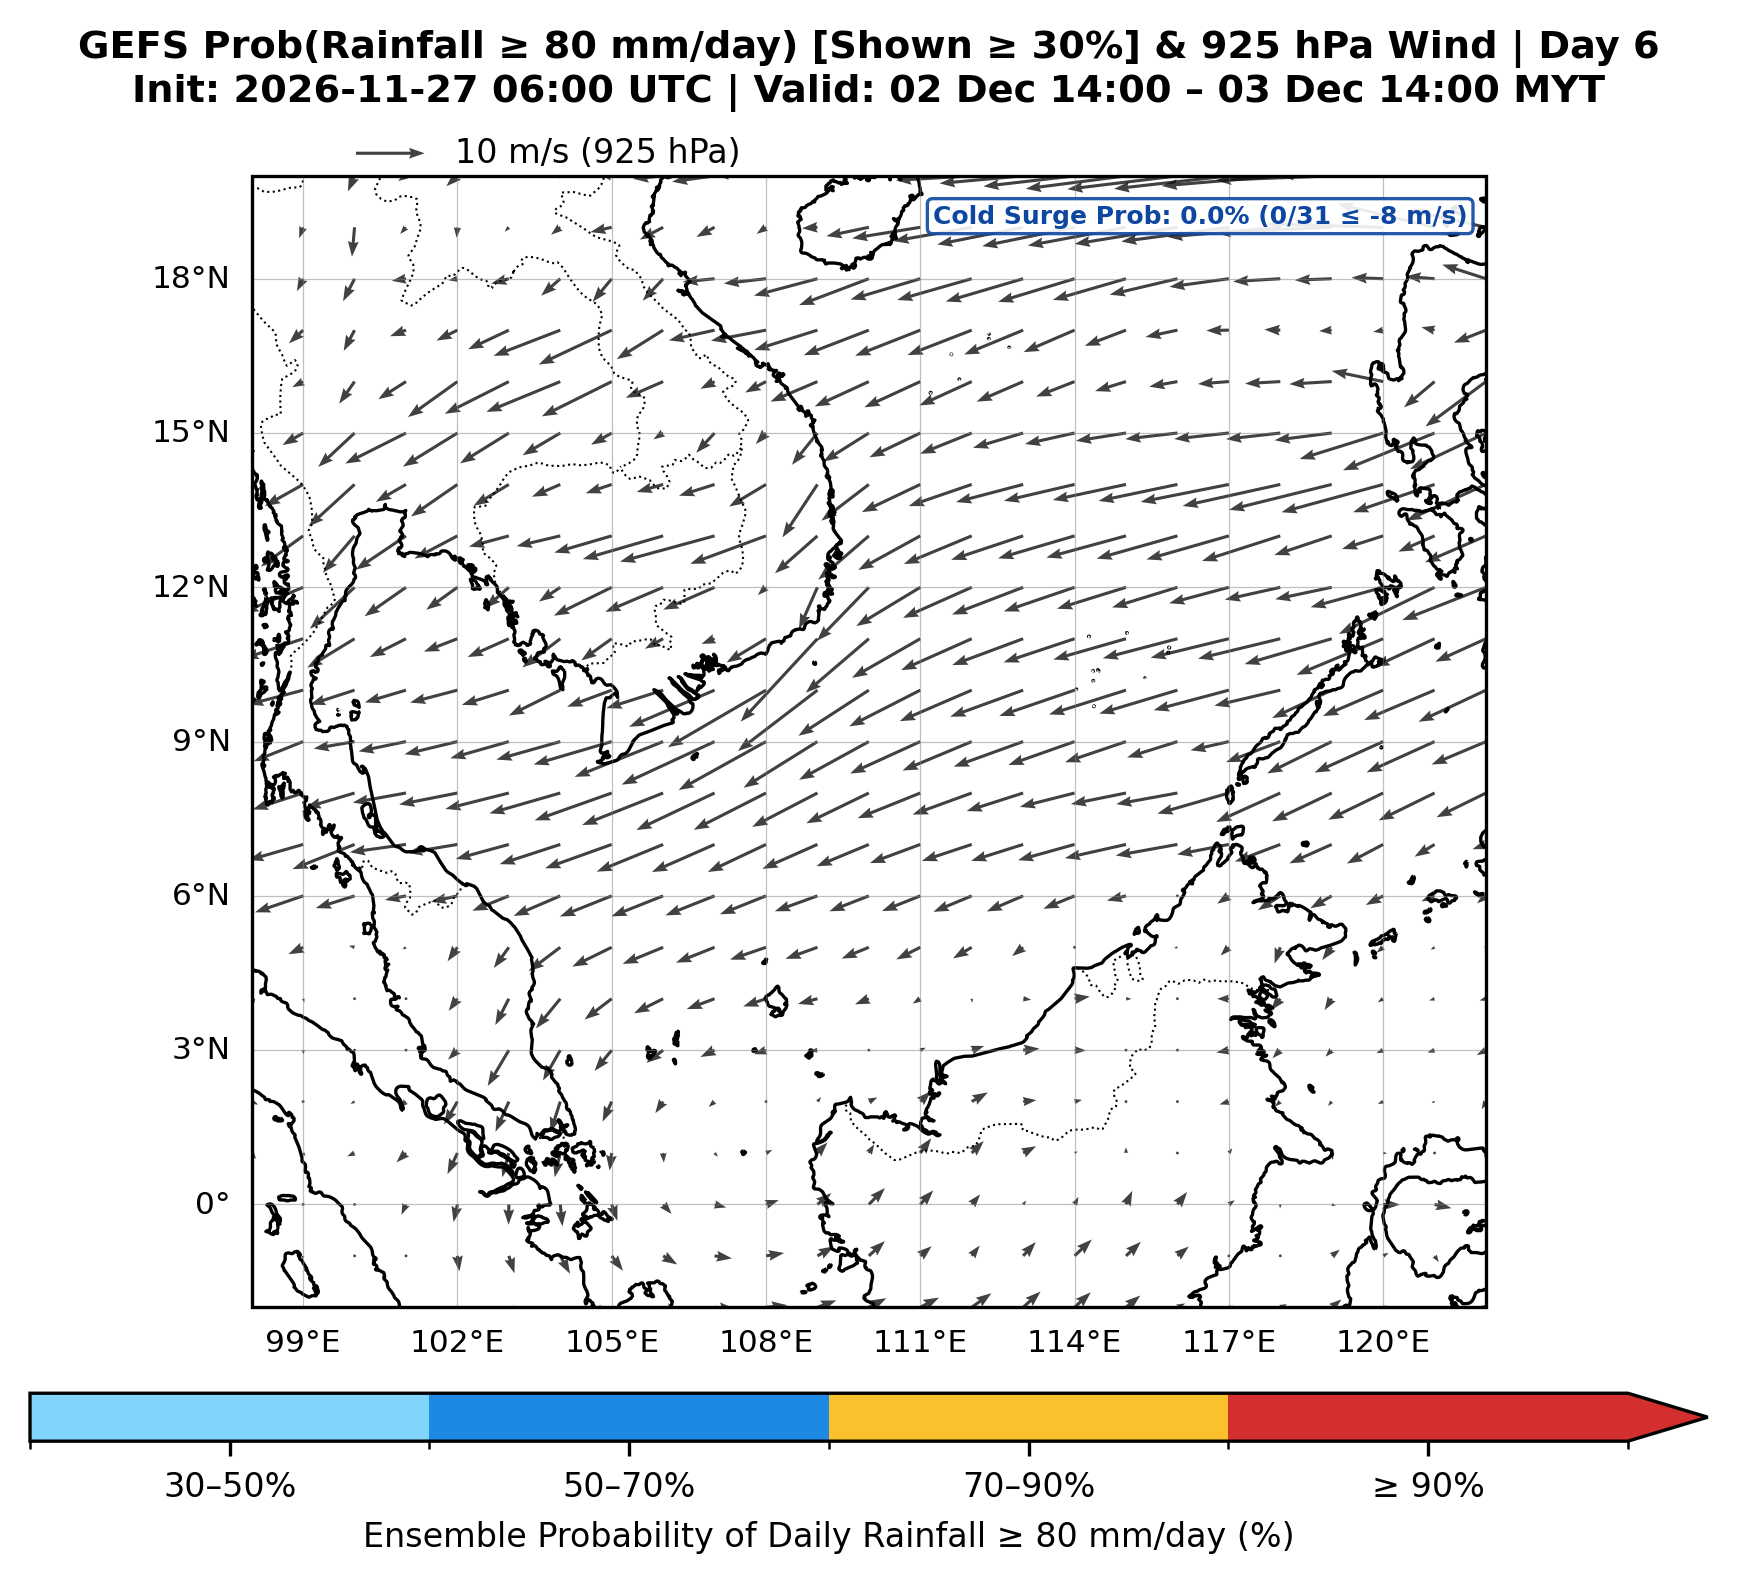 GEFS Prob(Rainfall ≥ 80 mm/day) [Shown ≥ 30%] & 925 hPa Wind | Day 6
Init: 2026-11-27 06:00 UTC | Valid: 02 Dec 14:00 – 03 Dec 14:00 MYT
10 m/s (925 hPa)
Cold Surge Prob: 0.0% (0/31 ≤ -8 m/s)
18°N
15°N
12°N
9°N
6°N
3°N
0°
99°E 102°E 105°E 108°E 111°E 114°E 117°E 120°E
30–50% 50–70% 70–90% ≥ 90%
Ensemble Probability of Daily Rainfall ≥ 80 mm/day (%)